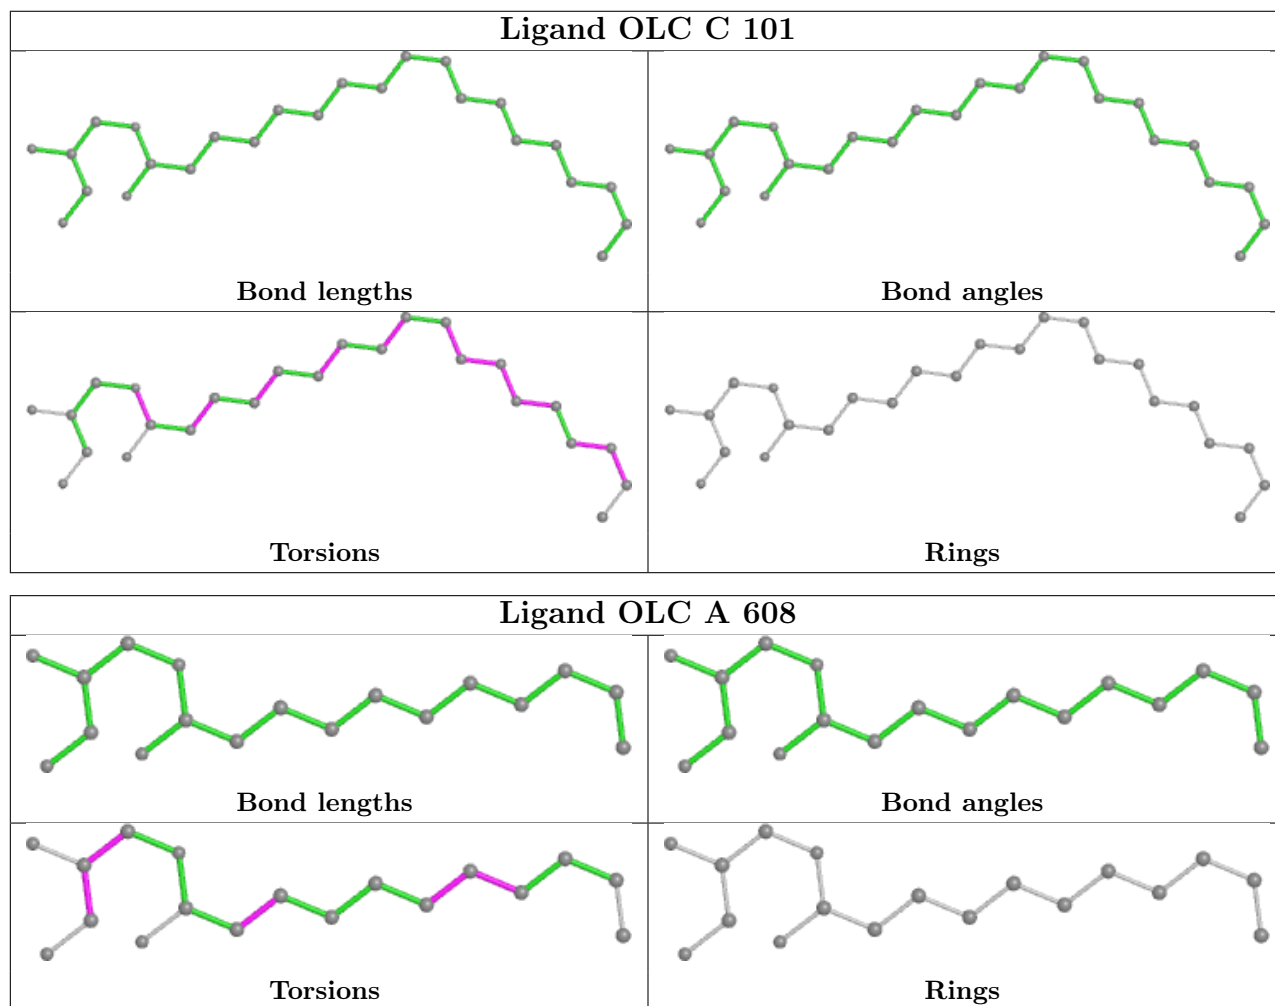 Ligand OLC C 101
Bond lengths
Bond angles
Torsions
Rings
Ligand OLC A 608
Bond lengths
Bond angles
Torsions
Rings